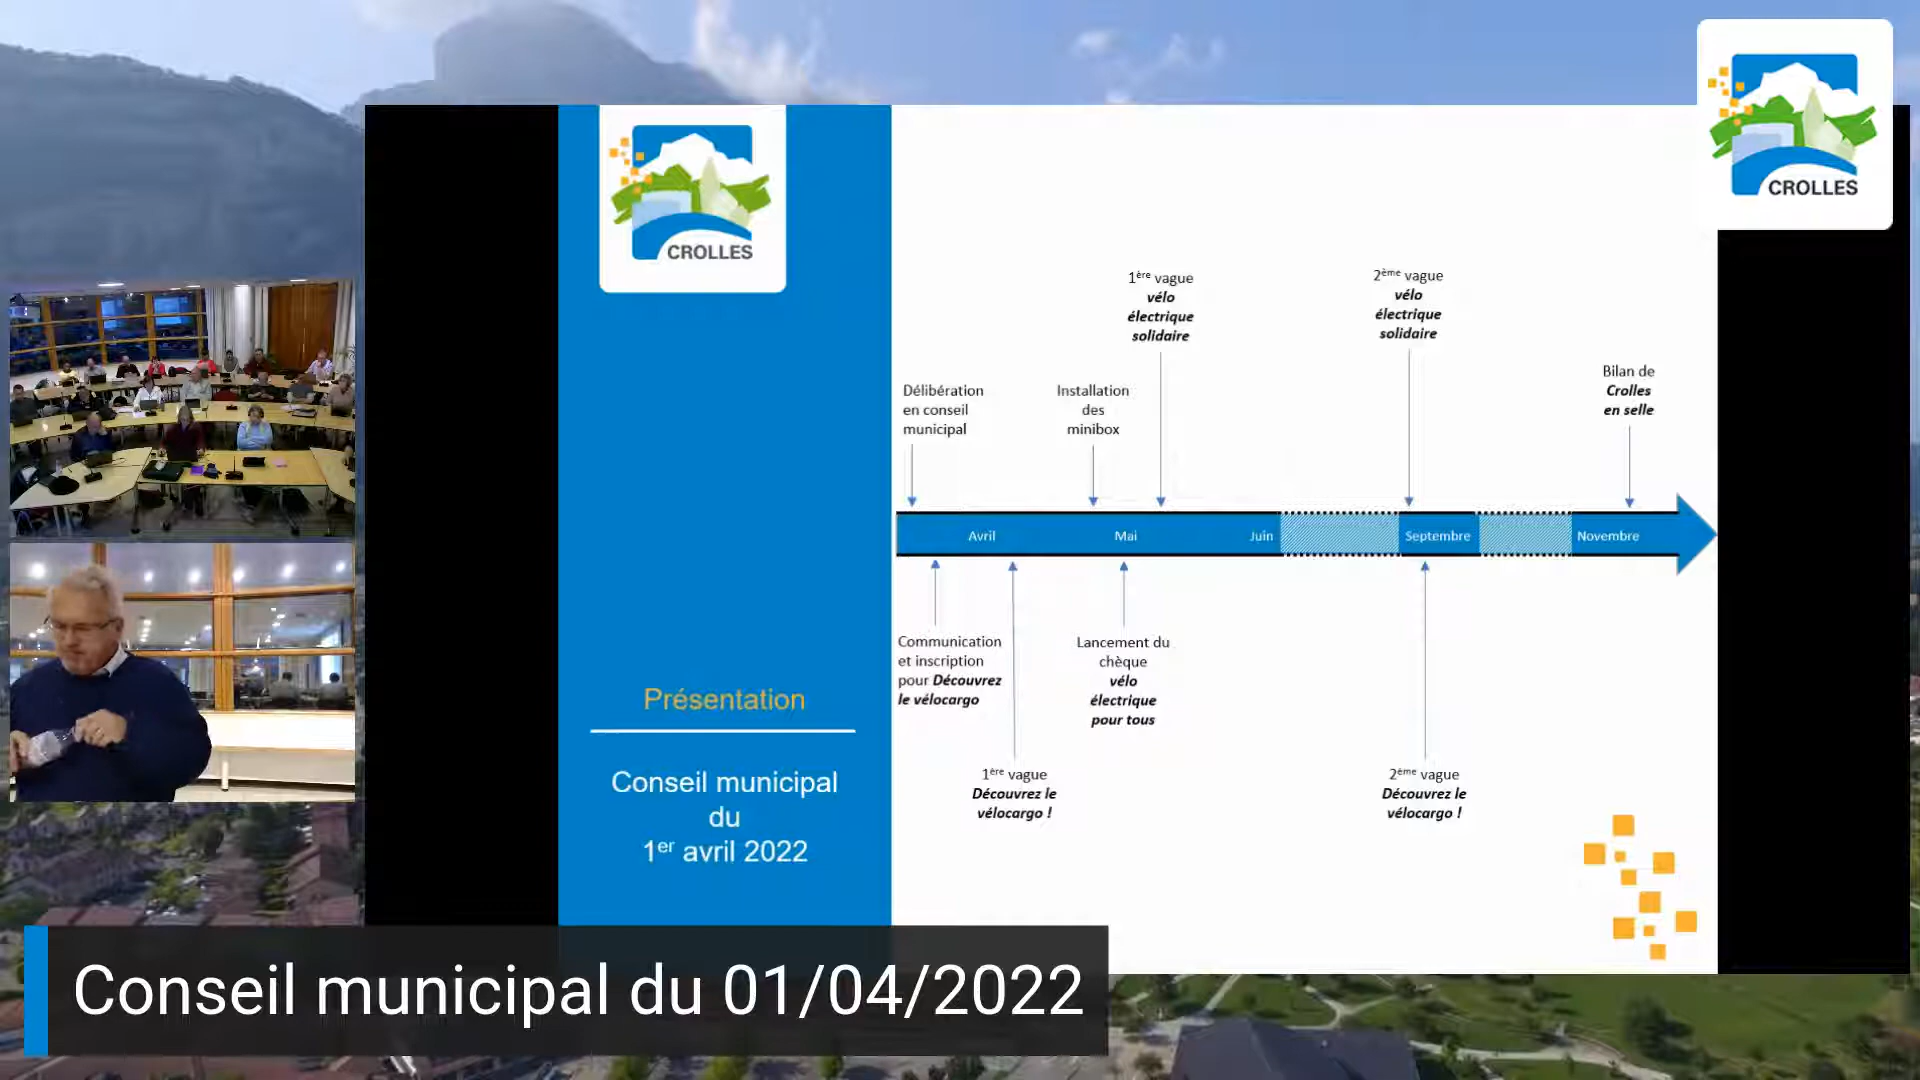 CROLLES
CROLLES
Présentation
Conseil municipal
du
1er avril 2022
1ère vague
vélo
électrique
solidaire
2ème vague
vélo
électrique
solidaire
Délibération
en conseil
municipal
Installation
des
minibox
Bilan de
Crolles
en selle
Avril
Mai
Juin
Septembre
Novembre
Communication
et inscription
pour Découvrez
le vélocargo
Lancement du
chèque
vélo
électrique
pour tous
1ère vague
Découvrez le
vélocargo !
2ème vague
Découvrez le
vélocargo !
Conseil municipal du 01/04/2022